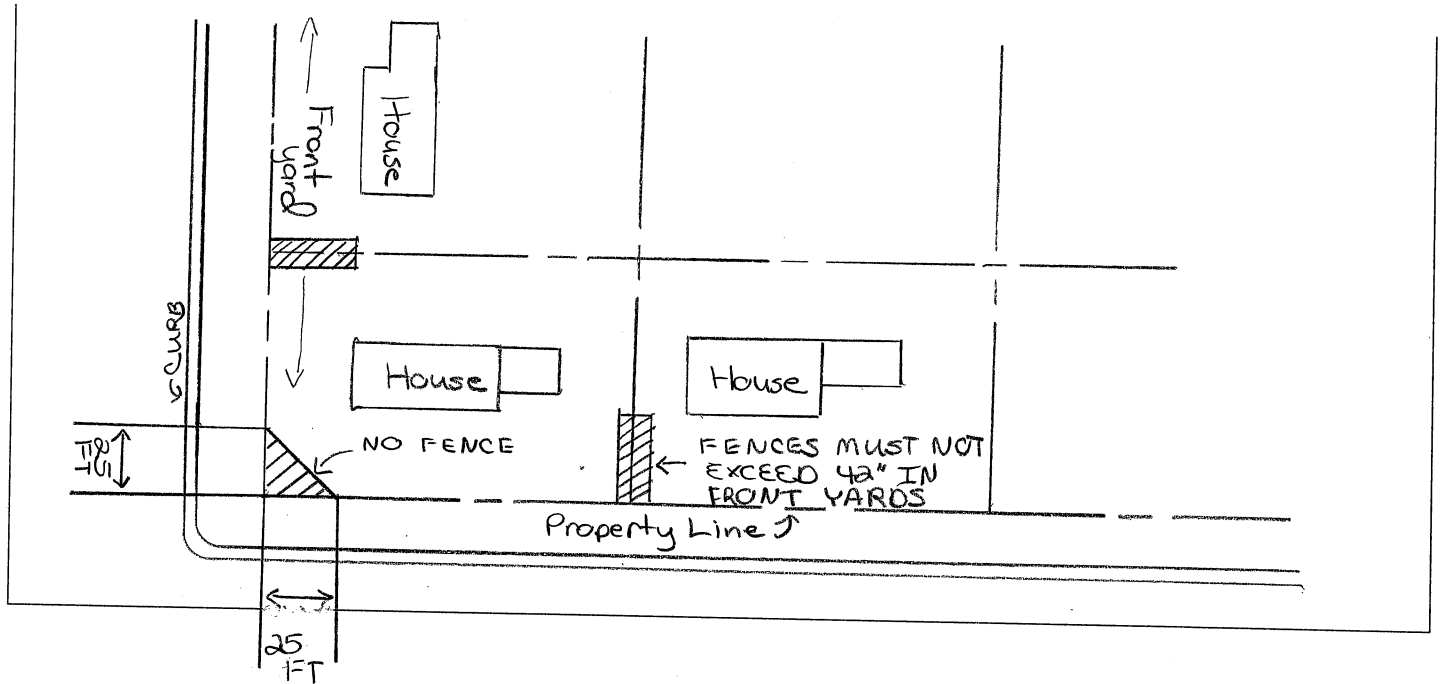 House
Front
yard
CURB
House
House
25
FT
NO FENCE
FENCES MUST NOT
EXCEED 42" IN
FRONT YARDS
Property Line
25
FT